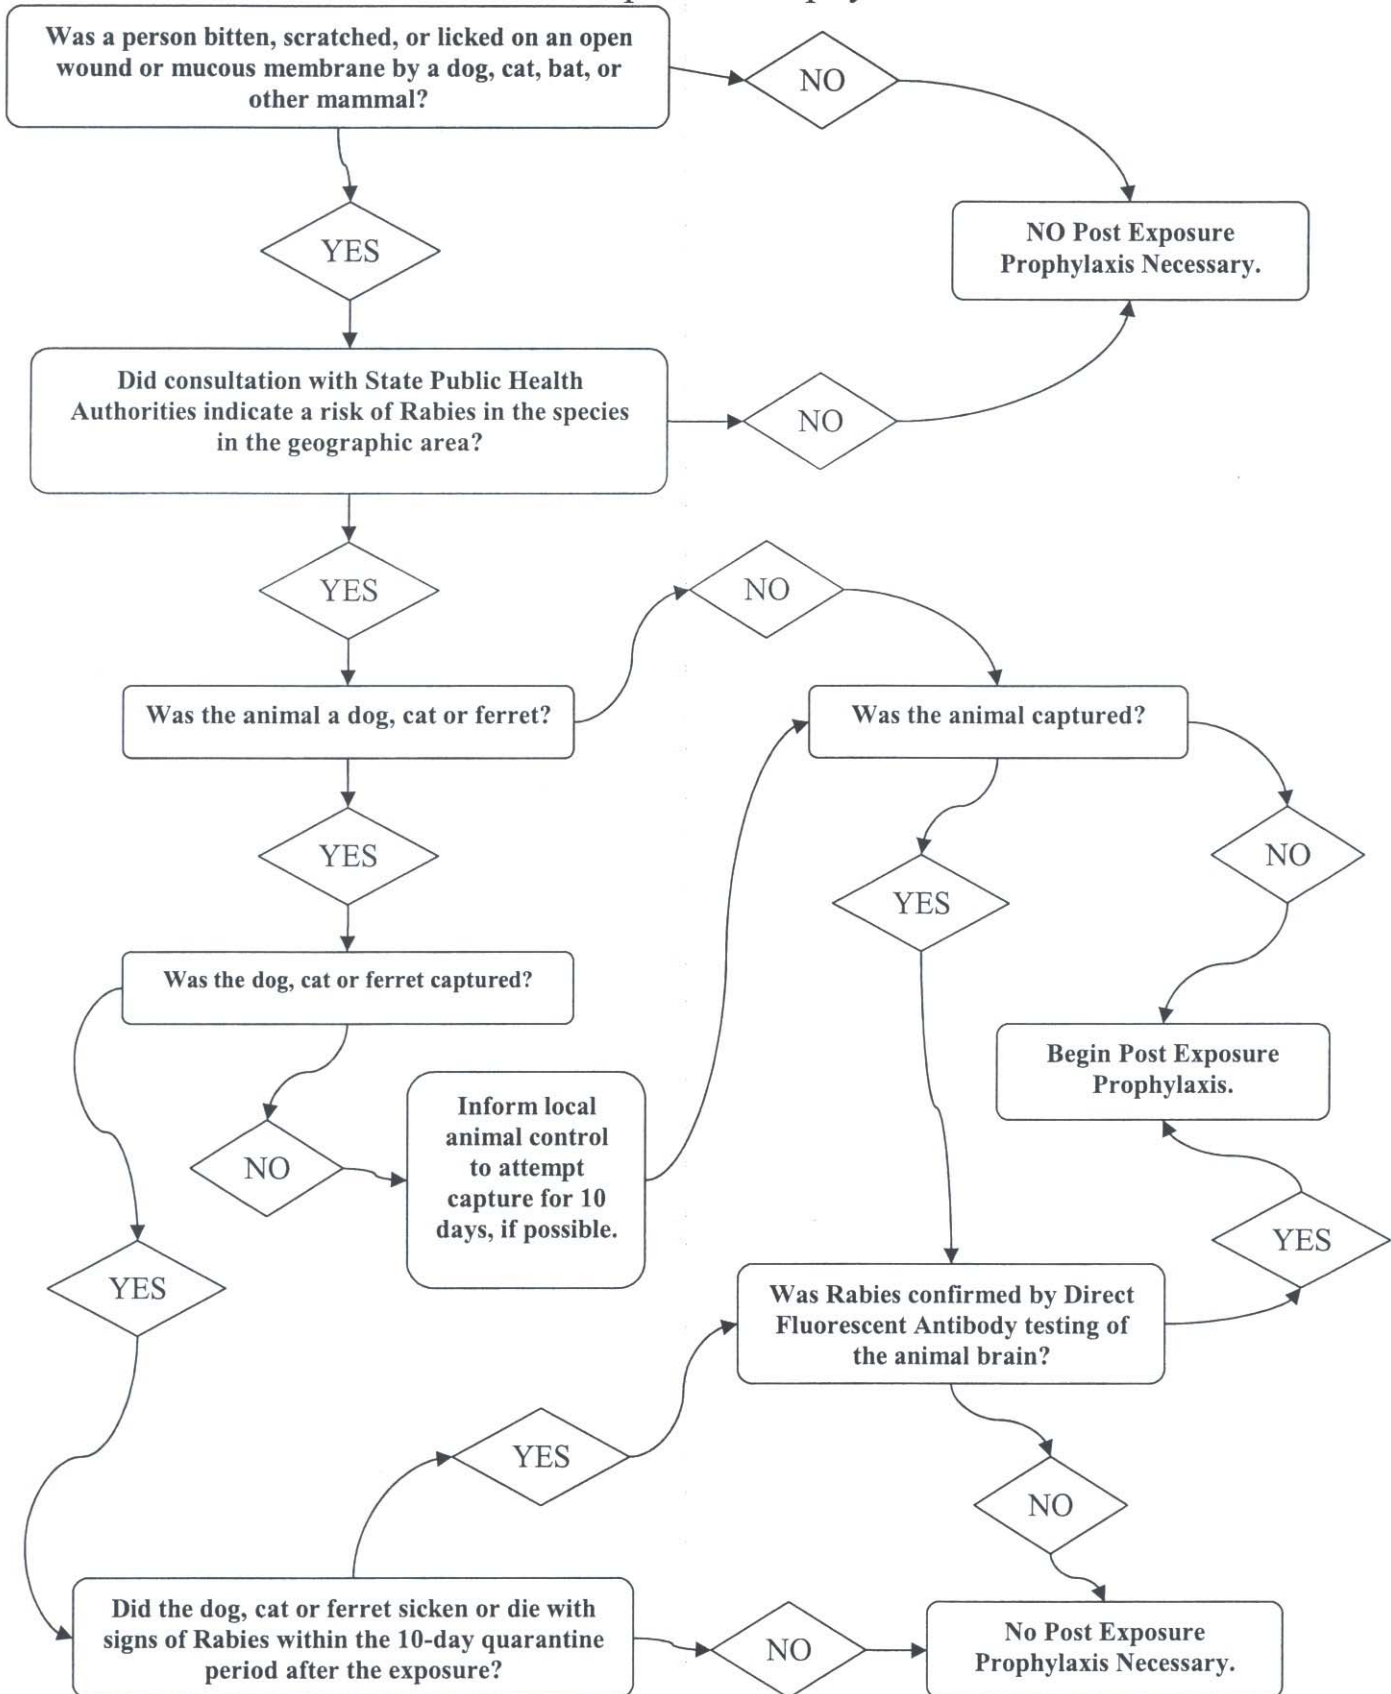 Was a person bitten, scratched, or licked on an open
wound or mucous membrane by a dog, cat, bat, or
other mammal?
NO
YES
NO Post Exposure
Prophylaxis Necessary.
Did consultation with State Public Health
Authorities indicate a risk of Rabies in the species
in the geographic area?
NO
YES
NO
Was the animal a dog, cat or ferret?
Was the animal captured?
YES
NO
YES
Was the dog, cat or ferret captured?
Begin Post Exposure
Prophylaxis.
Inform local
animal control
to attempt
capture for 10
days, if possible.
NO
YES
YES
Was Rabies confirmed by Direct
Fluorescent Antibody testing of
the animal brain?
YES
NO
Did the dog, cat or ferret sicken or die with
signs of Rabies within the 10-day quarantine
period after the exposure?
NO
No Post Exposure
Prophylaxis Necessary.